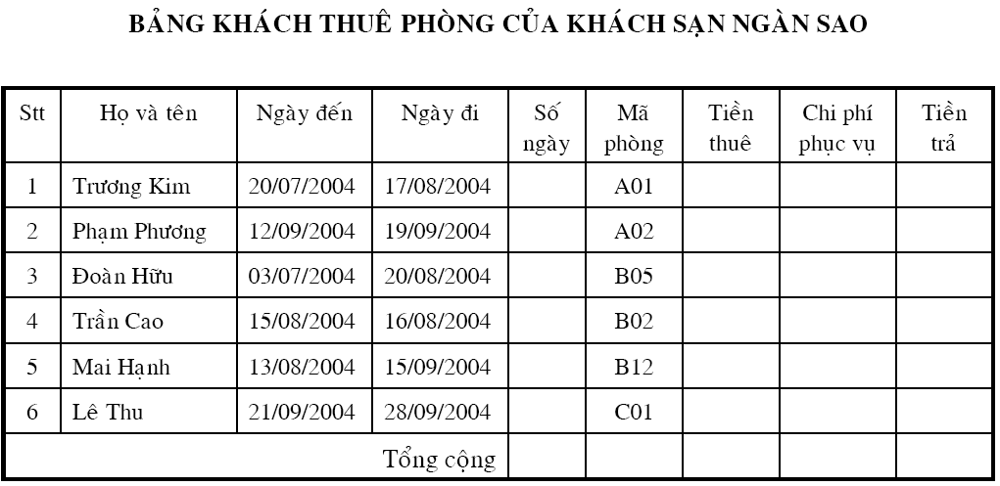 BẢNG KHÁCH THUÊ PHÒNG CỦA KHÁCH SẠN NGÀN SAO
Stt Họ và tên Ngày đến Ngày đi Số ngày Mã phòng Tiền thuê Chi phí phục vụ Tiền trả
1 Trương Kim 20/07/2004 17/08/2004 A01
2 Phạm Phương 12/09/2004 19/09/2004 A02
3 Đoàn Hữu 03/07/2004 20/08/2004 B05
4 Trần Cao 15/08/2004 16/08/2004 B02
5 Mai Hạnh 13/08/2004 15/09/2004 B12
6 Lê Thu 21/09/2004 28/09/2004 C01
Tổng cộng